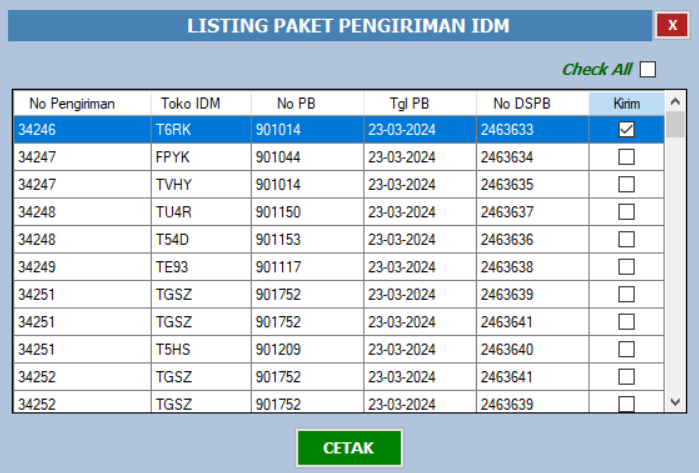 LISTING PAKET PENGIRIMAN IDM X
Check All
No Pengiriman Toko IDM No PB Tgl PB No DSPB Kirim
34246 T6RK 901014 23-03-2024 2463633
34247 FPYK 901044 23-03-2024 2463634
34247 TVHY 901014 23-03-2024 2463635
34248 TU4R 901150 23-03-2024 2463637
34248 T54D 901153 23-03-2024 2463636
34249 TE93 901117 23-03-2024 2463638
34251 TGSZ 901752 23-03-2024 2463639
34251 TGSZ 901752 23-03-2024 2463641
34251 T5HS 901209 23-03-2024 2463640
34252 TGSZ 901752 23-03-2024 2463641
34252 TGSZ 901752 23-03-2024 2463639
CETAK